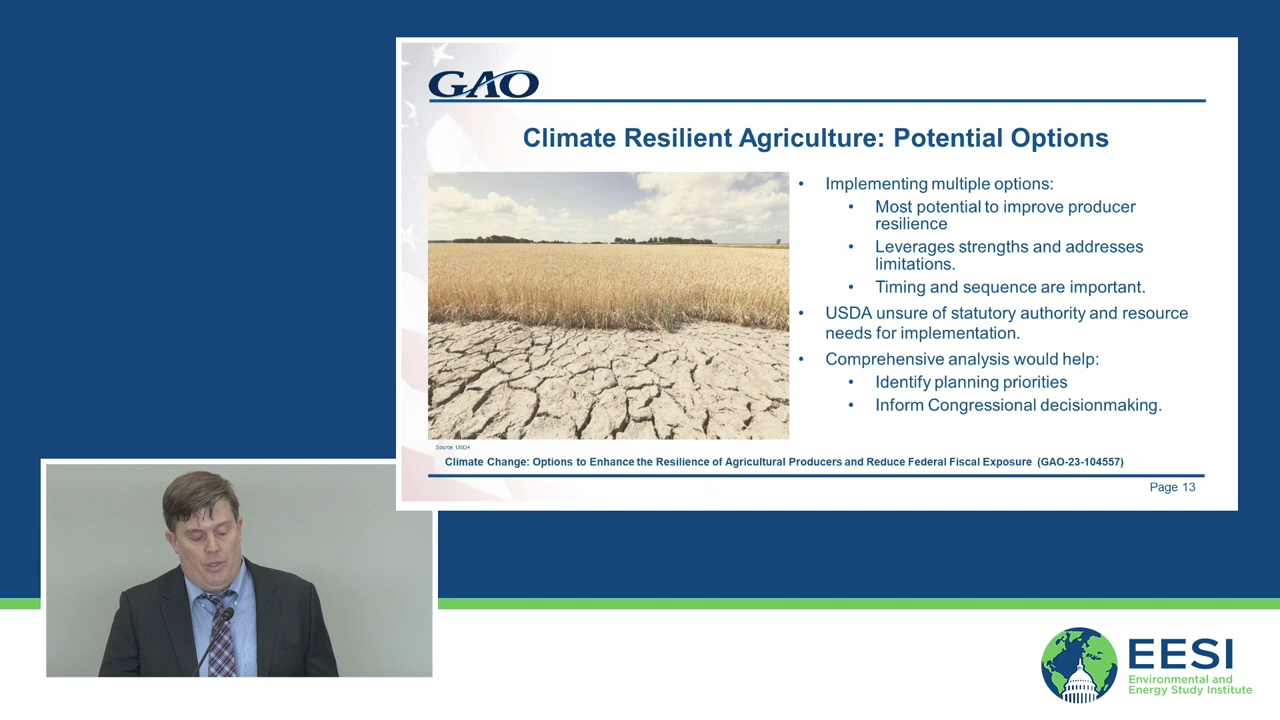 GAO
Climate Resilient Agriculture: Potential Options
• Implementing multiple options:
• Most potential to improve producer
resilience
• Leverages strengths and addresses
limitations.
• Timing and sequence are important.
• USDA unsure of statutory authority and resource
needs for implementation.
• Comprehensive analysis would help:
• Identify planning priorities
• Inform Congressional decisionmaking.
Source: USDA
Climate Change: Options to Enhance the Resilience of Agricultural Producers and Reduce Federal Fiscal Exposure (GAO-23-104557)
Page 13
EESI
Environmental and
Energy Study Institute